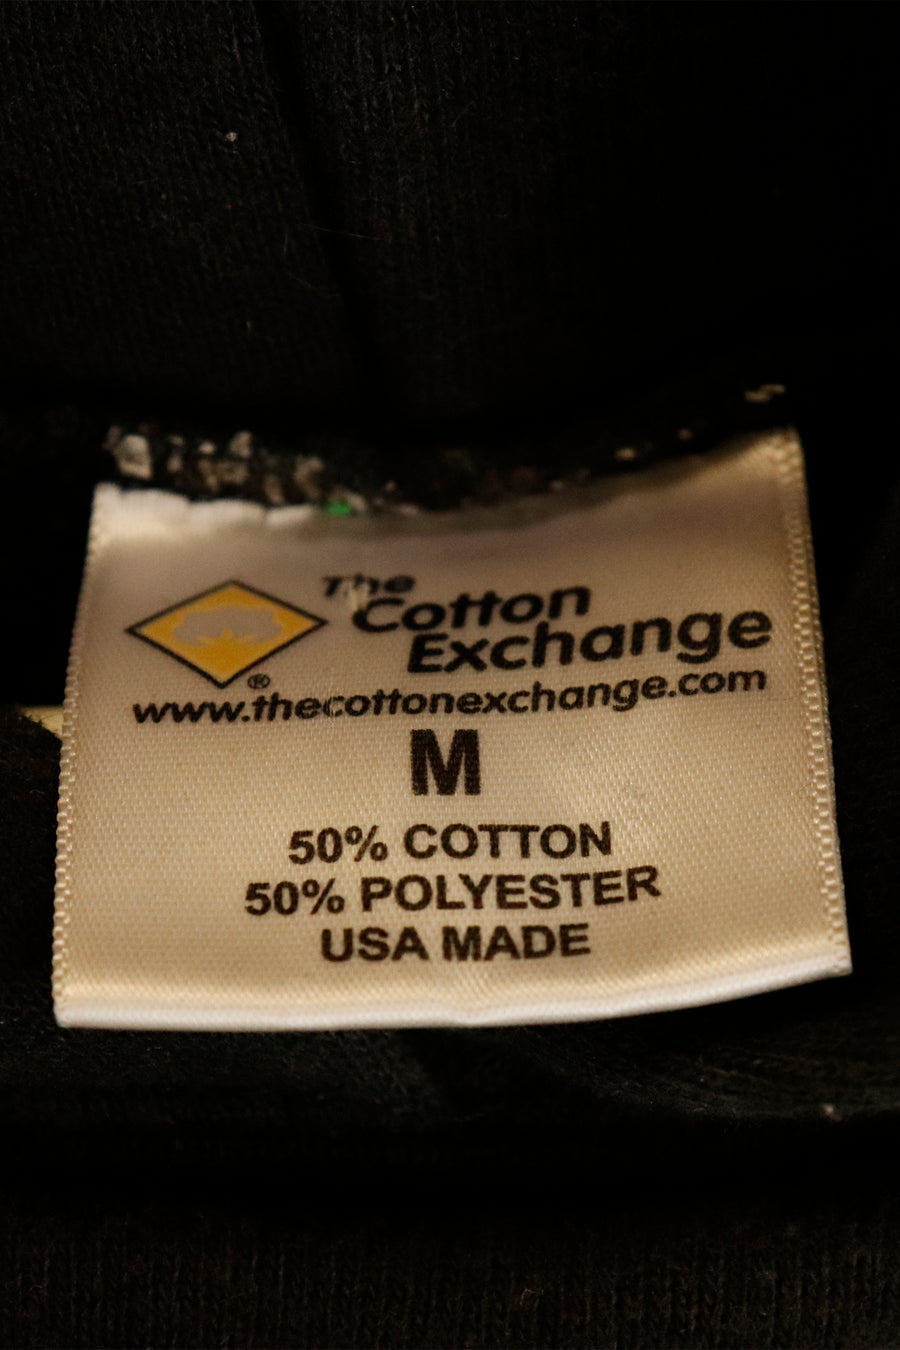 The
Cotton
Exchange
®
www.thecottonexchange.com
M
50% COTTON
50% POLYESTER
USA MADE